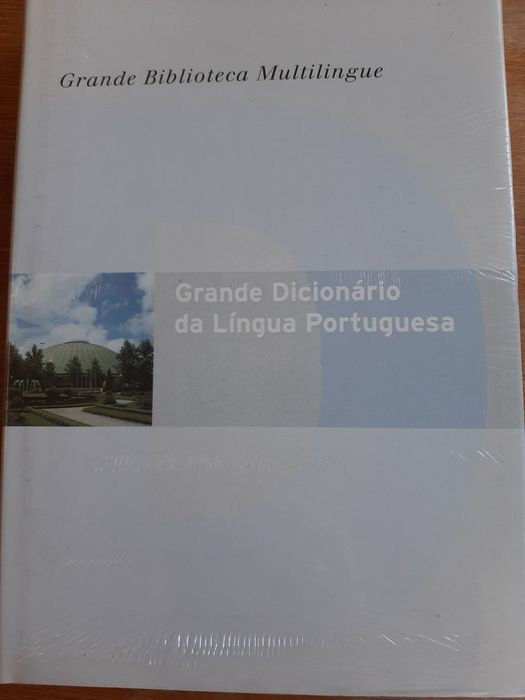 Grande Biblioteca Multilingue
Grande Dicionário
da Língua Portuguesa